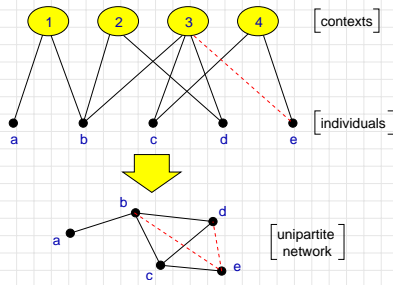 1 2 3 4 contexts
individuals
a b c d e
b
d
a
unipartite
network
e
c